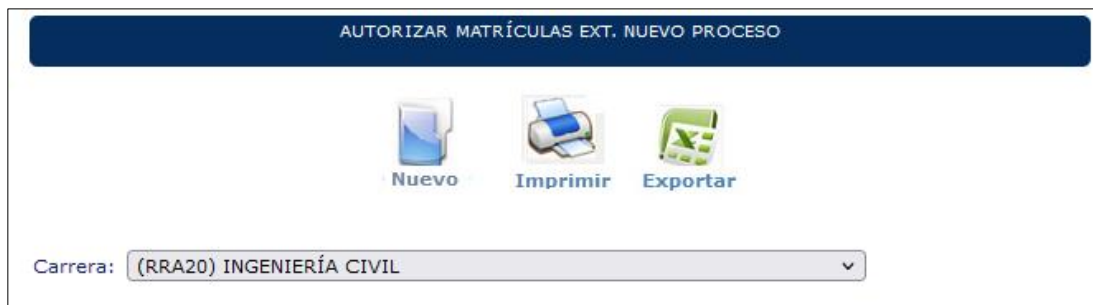 AUTORIZAR MATRÍCULAS EXT. NUEVO PROCESO
Nuevo Imprimir Exportar
Carrera: (RRA20) INGENIERÍA CIVIL